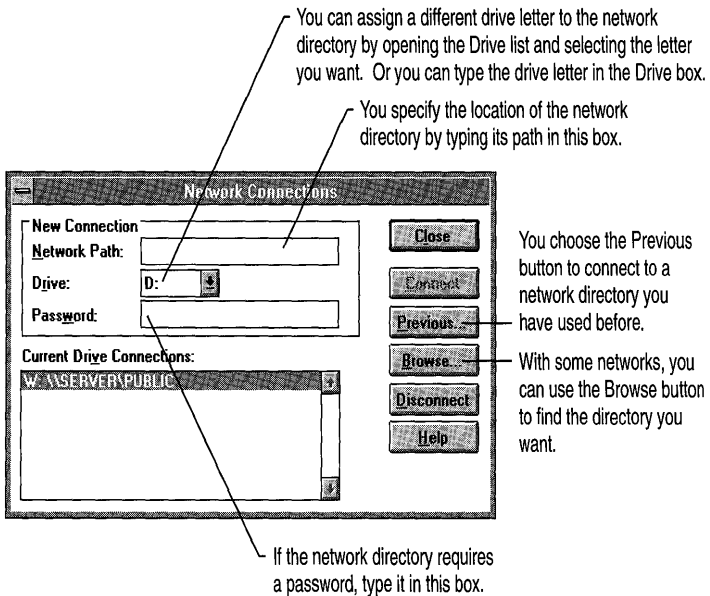 You can assign a different drive letter to the network
directory by opening the Drive list and selecting the letter
you want. Or you can type the drive letter in the Drive box.
You specify the location of the network
directory by typing its path in this box.
Network Connections
New Connection
Network Path:
Drive:
D:
Password:
Current Drive Connections:
W: \\SERVER\PUBLIC
Close
Connect
Previous...
Browse...
Disconnect
Help
You choose the Previous
button to connect to a
network directory you
have used before.
With some networks, you
can use the Browse button
to find the directory you
want.
If the network directory requires
a password, type it in this box.